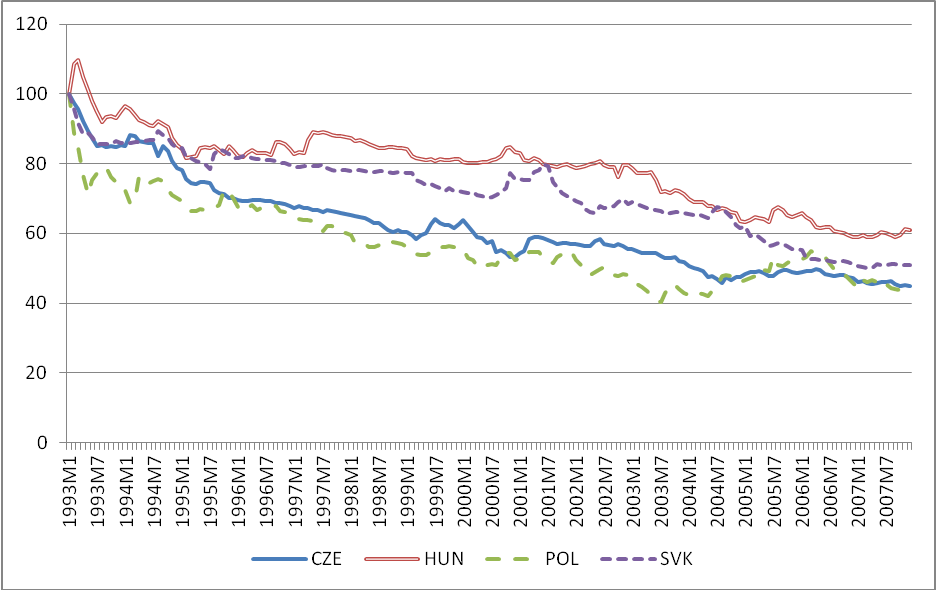 120
100
80
60
40
20
0
1993M1
1993M7
1994M1
1994M7
1995M1
1995M7
1996M1
1996M7
1997M1
1997M7
1998M1
1998M7
1999M1
1999M7
2000M1
2000M7
2001M1
2001M7
2002M1
2002M7
2003M1
2003M7
2004M1
2004M7
2005M1
2005M7
2006M1
2006M7
2007M1
2007M7
CZE HUN POL SVK